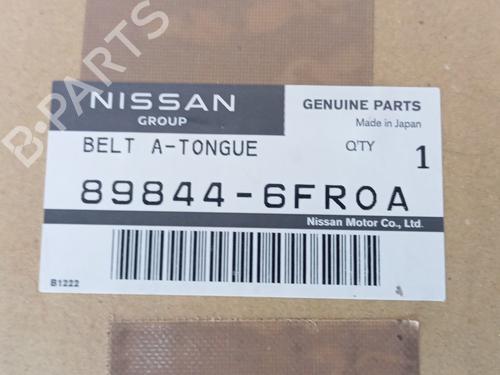 NISSAN
GROUP
GENUINE PARTS
Made in Japan
BELT A-TONGUE
Q'TY 1
89844-6FR0A
Nissan Motor Co., Ltd.
B1222
B-PARTS